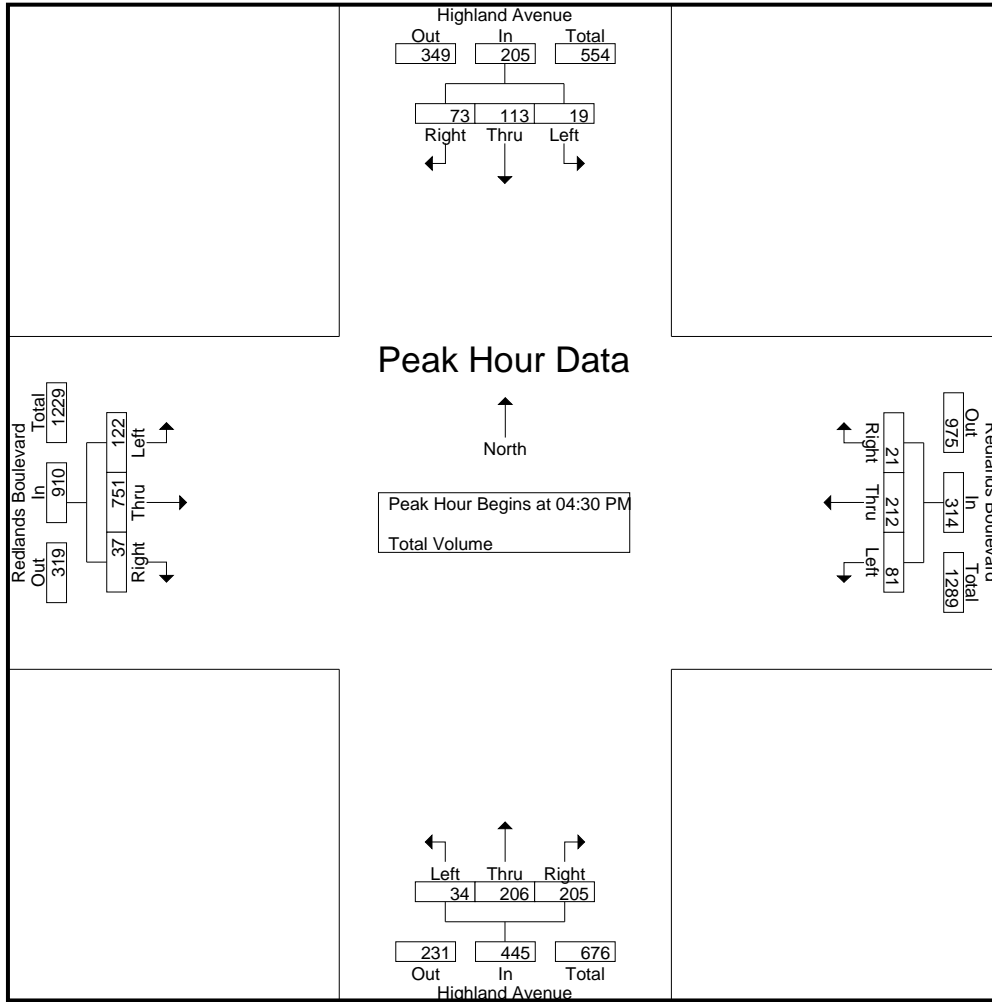 Highland Avenue
Out In Total
349 205 554
73 113 19
Right Thru Left
Peak Hour Data
North
Peak Hour Begins at 04:30 PM
Total Volume
Redlands Boulevard
Total In Out
1229 910 319
122 751 37
Left Thru Right
Redlands Boulevard
Out In Total
975 314 1289
21 212 81
Right Thru Left
Left Thru Right
34 206 205
231 445 676
Out In Total
Highland Avenue